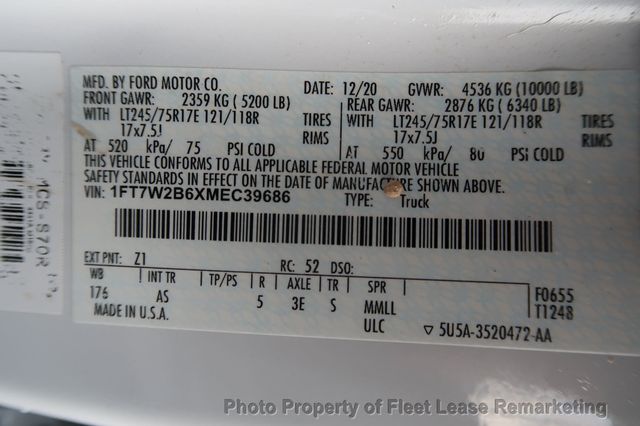 MFD. BY FORD MOTOR CO.
12/20 GVWR: 4536 KG (10000 LB)
FRONT GAWR: 2359 KG ( 5200 LB)
REAR GAWR: 2876 KG ( 6340 LB)
LT245/75R17E 121/118R TIRES
LT245/75R17E 121/118R TIRES
17x7.5J RIMS
17x7.5J RIMS
AT 520 kPa/ 75 PSI COLD
AT 550 kPa/ 80 PSI COLD
THIS VEHICLE CONFORMS TO ALL APPLICABLE FEDERAL MOTOR VEHICLE
SAFETY STANDARDS IN EFFECT ON THE DATE OF MANUFACTURE SHOWN ABOVE.
VIN: 1FT7W2B6XMEC39686
TYPE: Truck
EXT PNT: Z1 RC: 52 DSO:
WB INT TR TP/PS R AXLE TR SPR
176 AS 5 3E S MMLL
ULC
F0655
T1248
MADE IN U.S.A.
▽ 5U5A-3520472-AA
Photo Property of Fleet Lease Remarketing